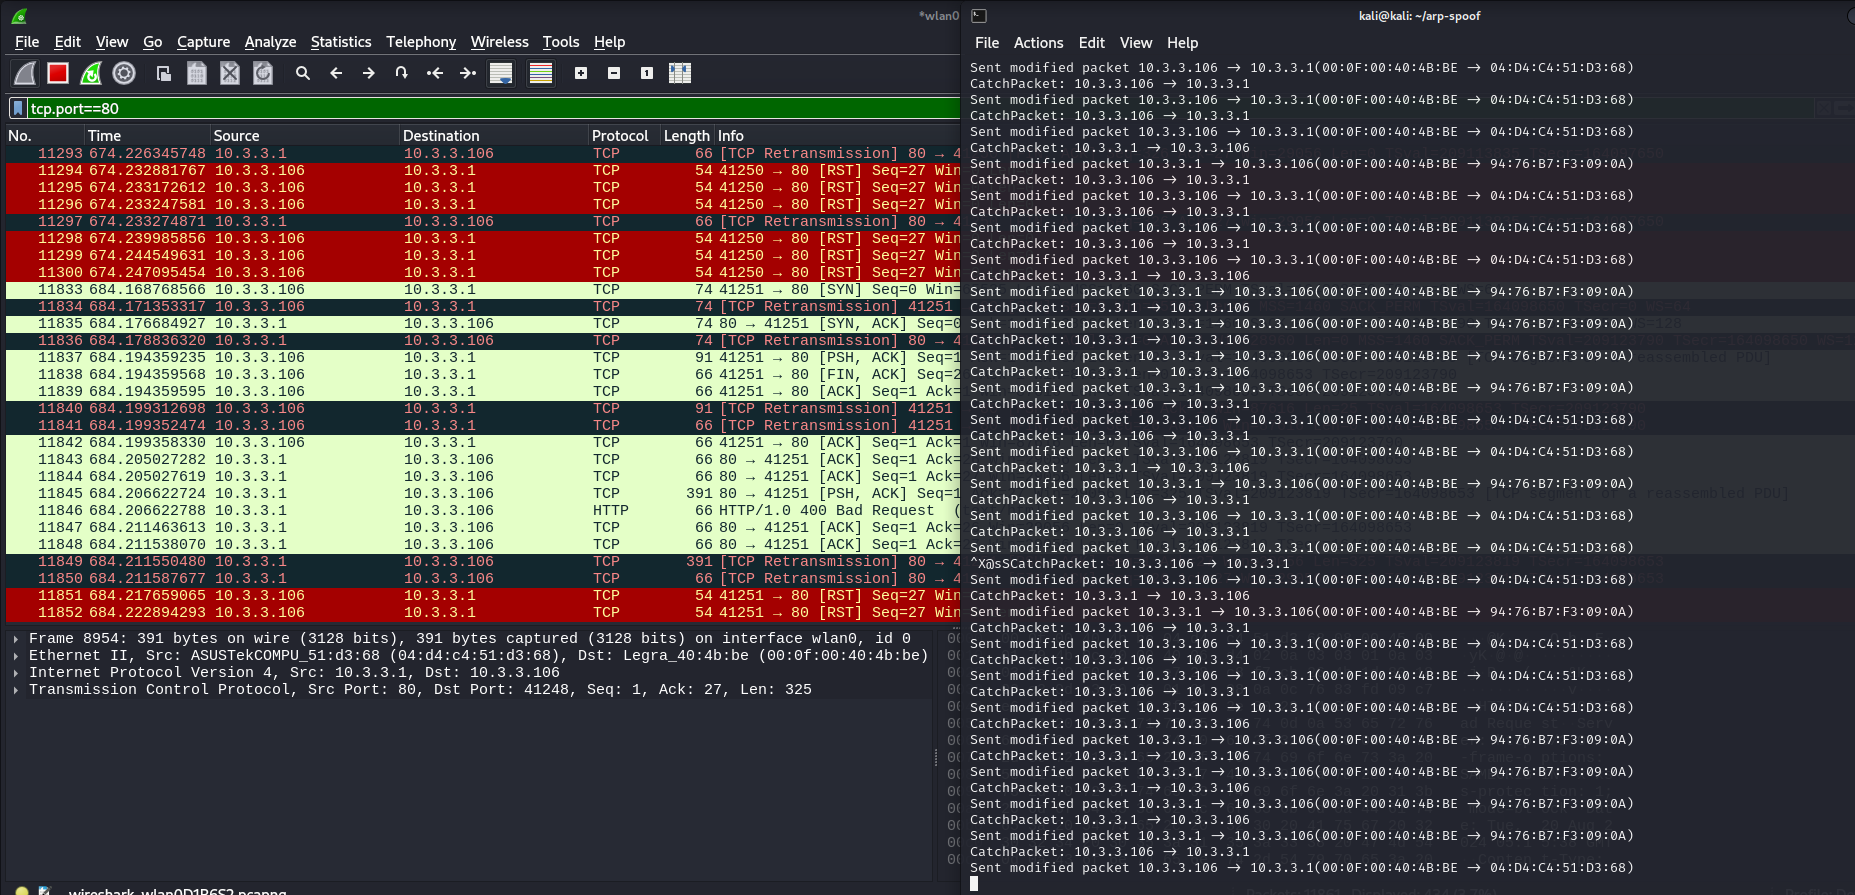 *wlan0
File Edit View Go Capture Analyze Statistics Telephony Wireless Tools Help
tcp.port==80
No. Time Source Destination Protocol Length Info
11293 674.226345748 10.3.3.1 10.3.3.106 TCP 66 [TCP Retransmission] 80 → 4
11294 674.232881767 10.3.3.106 10.3.3.1 TCP 54 41250 → 80 [RST] Seq=27 Win
11295 674.233172612 10.3.3.106 10.3.3.1 TCP 54 41250 → 80 [RST] Seq=27 Win
11296 674.233247581 10.3.3.106 10.3.3.1 TCP 54 41250 → 80 [RST] Seq=27 Win
11297 674.233274871 10.3.3.1 10.3.3.106 TCP 66 [TCP Retransmission] 80 → 4
11298 674.239985856 10.3.3.106 10.3.3.1 TCP 54 41250 → 80 [RST] Seq=27 Win
11299 674.244549631 10.3.3.106 10.3.3.1 TCP 54 41250 → 80 [RST] Seq=27 Win
11300 674.247095454 10.3.3.106 10.3.3.1 TCP 54 41250 → 80 [RST] Seq=27 Win
11833 684.168768566 10.3.3.106 10.3.3.1 TCP 74 41251 → 80 [SYN] Seq=0 Win=
11834 684.171353317 10.3.3.106 10.3.3.1 TCP 74 [TCP Retransmission] 41251
11835 684.176684927 10.3.3.1 10.3.3.106 TCP 74 80 → 41251 [SYN, ACK] Seq=0
11836 684.178836320 10.3.3.1 10.3.3.106 TCP 74 [TCP Retransmission] 80 → 4
11837 684.194359235 10.3.3.106 10.3.3.1 TCP 91 41251 → 80 [PSH, ACK] Seq=1
11838 684.194359568 10.3.3.106 10.3.3.1 TCP 66 41251 → 80 [FIN, ACK] Seq=2
11839 684.194359595 10.3.3.106 10.3.3.1 TCP 66 41251 → 80 [ACK] Seq=1 Ack=
11840 684.199312698 10.3.3.106 10.3.3.1 TCP 91 [TCP Retransmission] 41251
11841 684.199352474 10.3.3.106 10.3.3.1 TCP 66 [TCP Retransmission] 41251
11842 684.199358330 10.3.3.106 10.3.3.1 TCP 66 41251 → 80 [ACK] Seq=1 Ack=
11843 684.205027282 10.3.3.1 10.3.3.106 TCP 66 80 → 41251 [ACK] Seq=1 Ack=
11844 684.205027619 10.3.3.1 10.3.3.106 TCP 66 80 → 41251 [ACK] Seq=1 Ack=
11845 684.206622724 10.3.3.1 10.3.3.106 TCP 391 80 → 41251 [PSH, ACK] Seq=1
11846 684.206622788 10.3.3.1 10.3.3.106 HTTP 66 HTTP/1.0 400 Bad Request (
11847 684.211463613 10.3.3.1 10.3.3.106 TCP 66 80 → 41251 [ACK] Seq=1 Ack=
11848 684.211538070 10.3.3.1 10.3.3.106 TCP 66 80 → 41251 [ACK] Seq=1 Ack=
11849 684.211550480 10.3.3.1 10.3.3.106 TCP 391 [TCP Retransmission] 80 → 4
11850 684.211587677 10.3.3.1 10.3.3.106 TCP 66 [TCP Retransmission] 80 → 4
11851 684.217659065 10.3.3.106 10.3.3.1 TCP 54 41251 → 80 [RST] Seq=27 Win
11852 684.222894293 10.3.3.106 10.3.3.1 TCP 54 41251 → 80 [RST] Seq=27 Win
Frame 8954: 391 bytes on wire (3128 bits), 391 bytes captured (3128 bits) on interface wlan0, id 0
Ethernet II, Src: ASUSTekCOMPU_51:d3:68 (04:d4:c4:51:d3:68), Dst: Legra_40:4b:be (00:0f:00:40:4b:be)
Internet Protocol Version 4, Src: 10.3.3.1, Dst: 10.3.3.106
Transmission Control Protocol, Src Port: 80, Dst Port: 41248, Seq: 1, Ack: 27, Len: 325
wireshark_wlan0D1R6S2.pcapng
kali@kali: ~/arp-spoof
File Actions Edit View Help
Sent modified packet 10.3.3.106 → 10.3.3.1(00:0F:00:40:4B:BE → 04:D4:C4:51:D3:68)
CatchPacket: 10.3.3.106 → 10.3.3.1
Sent modified packet 10.3.3.106 → 10.3.3.1(00:0F:00:40:4B:BE → 04:D4:C4:51:D3:68)
CatchPacket: 10.3.3.106 → 10.3.3.1
Sent modified packet 10.3.3.106 → 10.3.3.1(00:0F:00:40:4B:BE → 04:D4:C4:51:D3:68)
CatchPacket: 10.3.3.1 → 10.3.3.106
Sent modified packet 10.3.3.1 → 10.3.3.106(00:0F:00:40:4B:BE → 94:76:B7:F3:09:0A)
CatchPacket: 10.3.3.106 → 10.3.3.1
Sent modified packet 10.3.3.106 → 10.3.3.1(00:0F:00:40:4B:BE → 04:D4:C4:51:D3:68)
CatchPacket: 10.3.3.106 → 10.3.3.1
Sent modified packet 10.3.3.106 → 10.3.3.1(00:0F:00:40:4B:BE → 04:D4:C4:51:D3:68)
CatchPacket: 10.3.3.106 → 10.3.3.1
Sent modified packet 10.3.3.106 → 10.3.3.1(00:0F:00:40:4B:BE → 04:D4:C4:51:D3:68)
CatchPacket: 10.3.3.1 → 10.3.3.106
Sent modified packet 10.3.3.1 → 10.3.3.106(00:0F:00:40:4B:BE → 94:76:B7:F3:09:0A)
CatchPacket: 10.3.3.1 → 10.3.3.106
Sent modified packet 10.3.3.1 → 10.3.3.106(00:0F:00:40:4B:BE → 94:76:B7:F3:09:0A)
CatchPacket: 10.3.3.1 → 10.3.3.106
Sent modified packet 10.3.3.1 → 10.3.3.106(00:0F:00:40:4B:BE → 94:76:B7:F3:09:0A)
CatchPacket: 10.3.3.1 → 10.3.3.106
Sent modified packet 10.3.3.1 → 10.3.3.106(00:0F:00:40:4B:BE → 94:76:B7:F3:09:0A)
CatchPacket: 10.3.3.106 → 10.3.3.1
Sent modified packet 10.3.3.106 → 10.3.3.1(00:0F:00:40:4B:BE → 04:D4:C4:51:D3:68)
CatchPacket: 10.3.3.106 → 10.3.3.1
Sent modified packet 10.3.3.106 → 10.3.3.1(00:0F:00:40:4B:BE → 04:D4:C4:51:D3:68)
CatchPacket: 10.3.3.1 → 10.3.3.106
Sent modified packet 10.3.3.1 → 10.3.3.106(00:0F:00:40:4B:BE → 94:76:B7:F3:09:0A)
CatchPacket: 10.3.3.106 → 10.3.3.1
Sent modified packet 10.3.3.106 → 10.3.3.1(00:0F:00:40:4B:BE → 04:D4:C4:51:D3:68)
CatchPacket: 10.3.3.106 → 10.3.3.1
Sent modified packet 10.3.3.106 → 10.3.3.1(00:0F:00:40:4B:BE → 04:D4:C4:51:D3:68)
^X@sSCatchPacket: 10.3.3.106 → 10.3.3.1
Sent modified packet 10.3.3.106 → 10.3.3.1(00:0F:00:40:4B:BE → 04:D4:C4:51:D3:68)
CatchPacket: 10.3.3.1 → 10.3.3.106
Sent modified packet 10.3.3.1 → 10.3.3.106(00:0F:00:40:4B:BE → 94:76:B7:F3:09:0A)
CatchPacket: 10.3.3.106 → 10.3.3.1
Sent modified packet 10.3.3.106 → 10.3.3.1(00:0F:00:40:4B:BE → 04:D4:C4:51:D3:68)
CatchPacket: 10.3.3.106 → 10.3.3.1
Sent modified packet 10.3.3.106 → 10.3.3.1(00:0F:00:40:4B:BE → 04:D4:C4:51:D3:68)
CatchPacket: 10.3.3.106 → 10.3.3.1
Sent modified packet 10.3.3.106 → 10.3.3.1(00:0F:00:40:4B:BE → 04:D4:C4:51:D3:68)
CatchPacket: 10.3.3.1 → 10.3.3.106
Sent modified packet 10.3.3.1 → 10.3.3.106(00:0F:00:40:4B:BE → 94:76:B7:F3:09:0A)
CatchPacket: 10.3.3.1 → 10.3.3.106
Sent modified packet 10.3.3.1 → 10.3.3.106(00:0F:00:40:4B:BE → 94:76:B7:F3:09:0A)
CatchPacket: 10.3.3.1 → 10.3.3.106
Sent modified packet 10.3.3.1 → 10.3.3.106(00:0F:00:40:4B:BE → 94:76:B7:F3:09:0A)
CatchPacket: 10.3.3.1 → 10.3.3.106
Sent modified packet 10.3.3.1 → 10.3.3.106(00:0F:00:40:4B:BE → 94:76:B7:F3:09:0A)
CatchPacket: 10.3.3.106 → 10.3.3.1
Sent modified packet 10.3.3.106 → 10.3.3.1(00:0F:00:40:4B:BE → 04:D4:C4:51:D3:68)